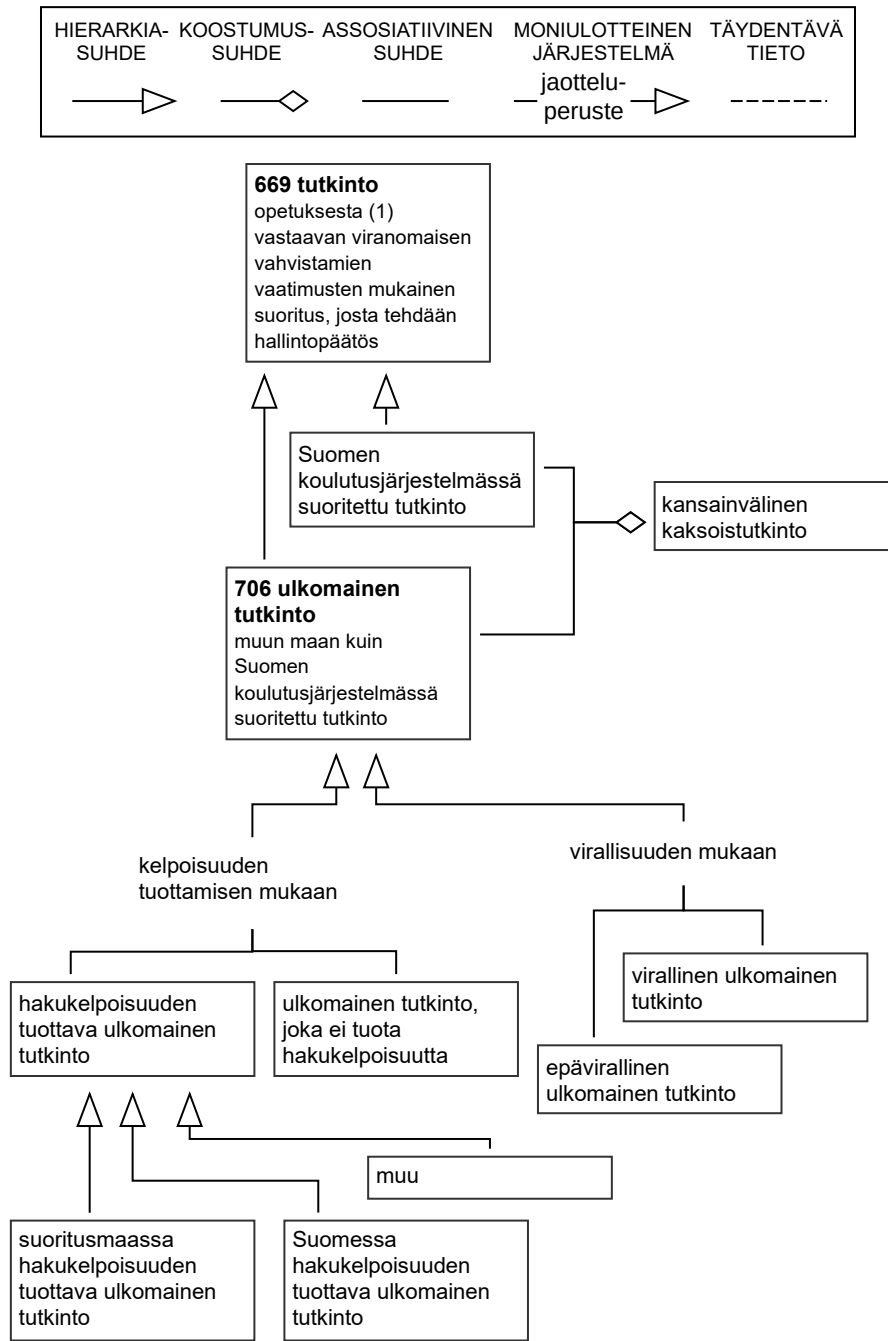 HIERARKIA-
SUHDE
KOOSTUMUS-
SUHDE
ASSOSIATIIVINEN
SUHDE
MONIULOTTEINEN
JÄRJESTELMÄ
jaottelu-
peruste
TÄYDENTÄVÄ
TIETO
669 tutkinto
opetuksesta (1)
vastaavan viranomaisen
vahvistamien
vaatimusten mukainen
suoritus, josta tehdään
hallintopäätös
Suomen
koulutusjärjestelmässä
suoritettu tutkinto
kansainvälinen
kaksoistutkinto
706 ulkomainen
tutkinto
muun maan kuin
Suomen
koulutusjärjestelmässä
suoritettu tutkinto
kelpoisuuden
tuottamisen mukaan
virallisuuden mukaan
hakukelpoisuuden
tuottava ulkomainen
tutkinto
ulkomainen tutkinto,
joka ei tuota
hakukelpoisuutta
virallinen ulkomainen
tutkinto
epävirallinen
ulkomainen tutkinto
muu
suoritusmaassa
hakukelpoisuuden
tuottava ulkomainen
tutkinto
Suomessa
hakukelpoisuuden
tuottava ulkomainen
tutkinto